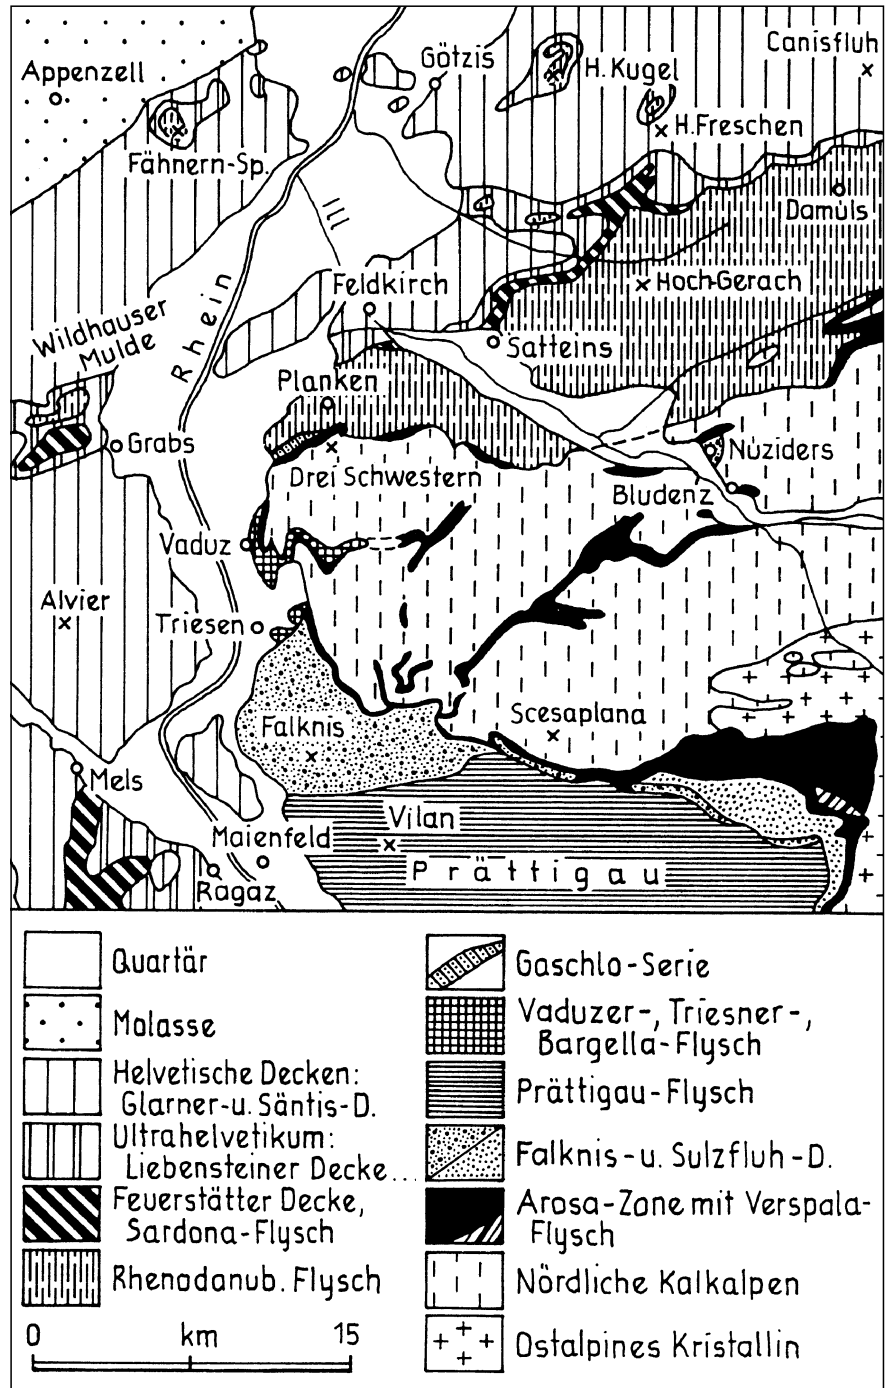 Appenzell
Götzis
Canisfluh
H. Kugel
H. Freschen
Fähnern-Sp.
Ill
Damüls
Feldkirch
Hoch-Gerach
Rhein
Wildhauser
Mulde
Satteins
Planken
Grabs
Nüziders
Drei Schwestern
Bludenz
Vaduz
Alvier
Triesen
Scesaplana
Falknis
Mels
Vilan
Maienfeld
Prättigau
Ragaz
Quartär
Molasse
Helvetische Decken:
Glarner-u. Säntis-D.
Ultrahelvetikum:
Liebensteiner Decke...
Feuerstätter Decke,
Sardona-Flysch
Rhenodanub. Flysch
0 km 15
Gaschlo-Serie
Vaduzer-, Triesner-,
Bargella-Flysch
Prättigau-Flysch
Falknis-u. Sulzfluh-D.
Arosa-Zone mit Verspala-
Flysch
Nördliche Kalkalpen
Ostalpines Kristallin